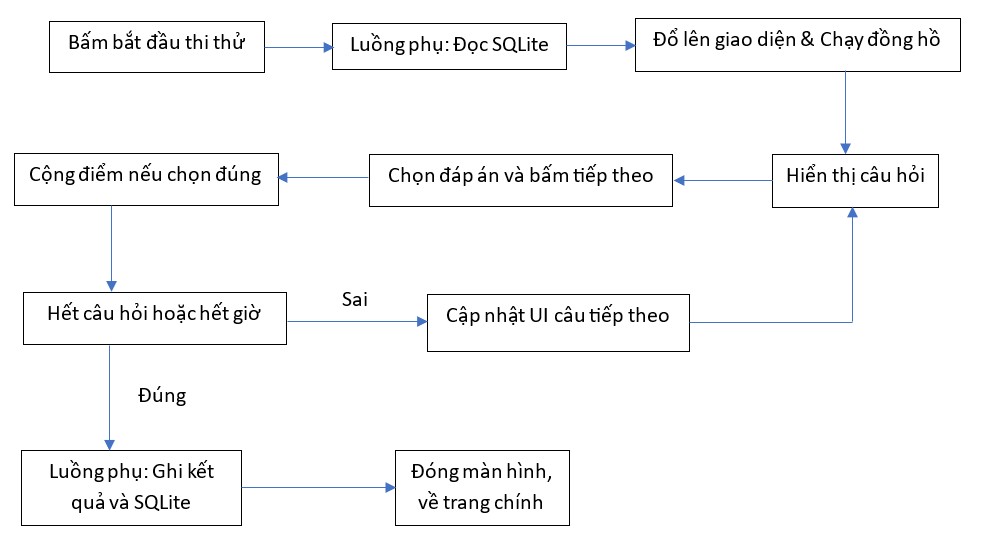 Bấm bắt đầu thi thử
Luồng phụ: Đọc SQLite
Đổ lên giao diện & Chạy đồng hồ
Hiển thị câu hỏi
Chọn đáp án và bấm tiếp theo
Cộng điểm nếu chọn đúng
Hết câu hỏi hoặc hết giờ
Sai
Cập nhật UI câu tiếp theo
Đúng
Luồng phụ: Ghi kết
quả và SQLite
Đóng màn hình,
về trang chính